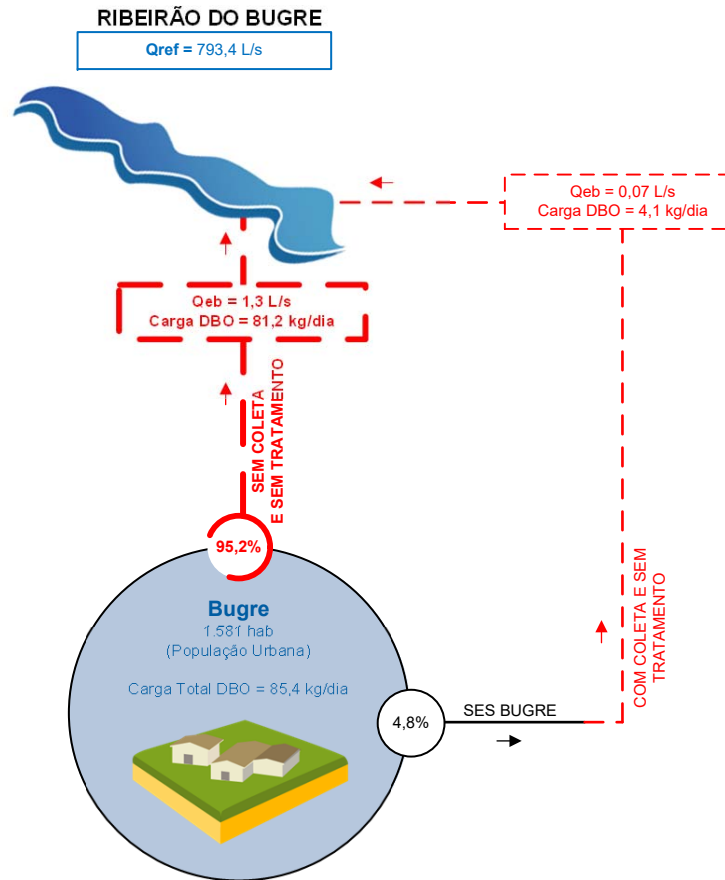 RIBEIRÃO DO BUGRE
Qref = 793,4 L/s
Qeb = 0,07 L/s
Carga DBO = 4,1 kg/dia
Qeb = 1,3 L/s
Carga DBO = 81,2 kg/dia
SEM COLETA
E SEM TRATAMENTO
95,2%
Bugre
1.581 hab
(População Urbana)
Carga Total DBO = 85,4 kg/dia
4,8%
SES BUGRE
COM COLETA E SEM
TRATAMENTO